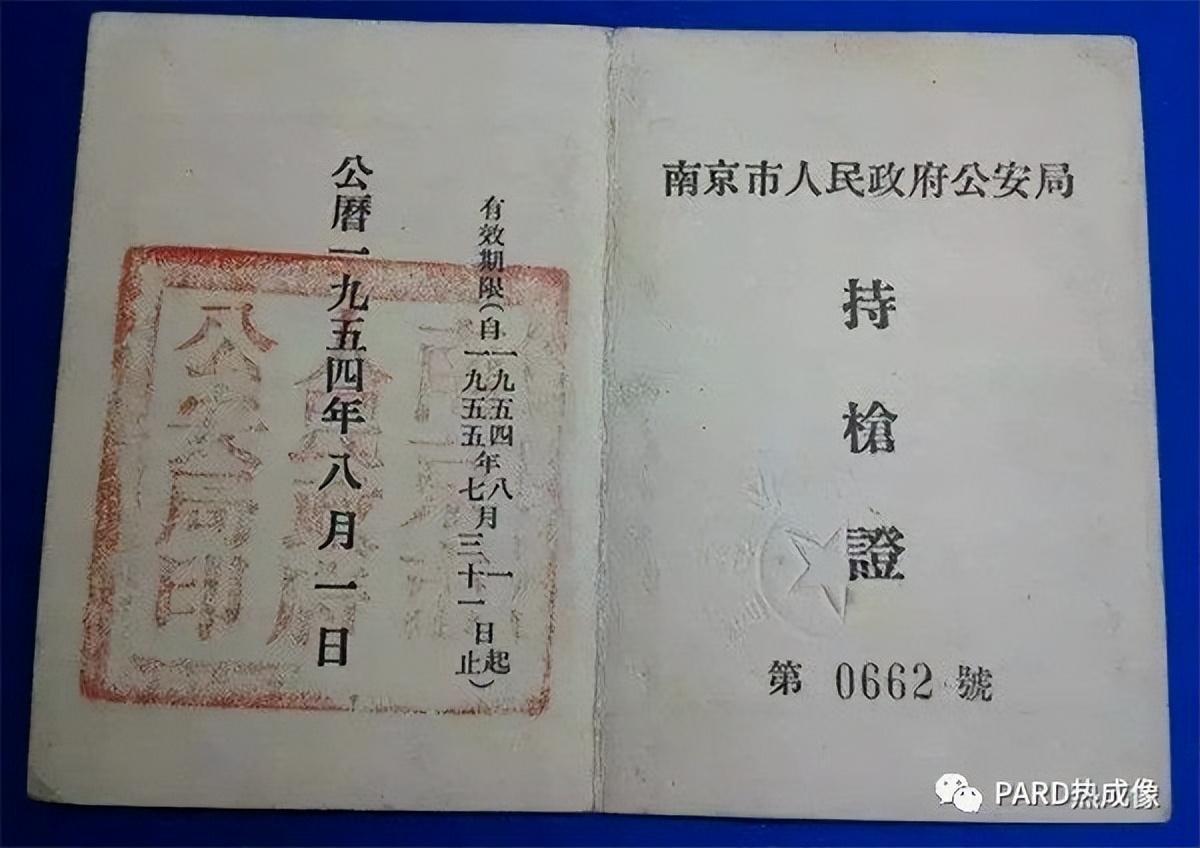 南京市人民政府公安局
持槍證
第 0662 號
有效期限(自一九五四年八月一日起
一九五五年七月三十一日止)
公曆一九五四年八月一日
公安局印
PARD热成像